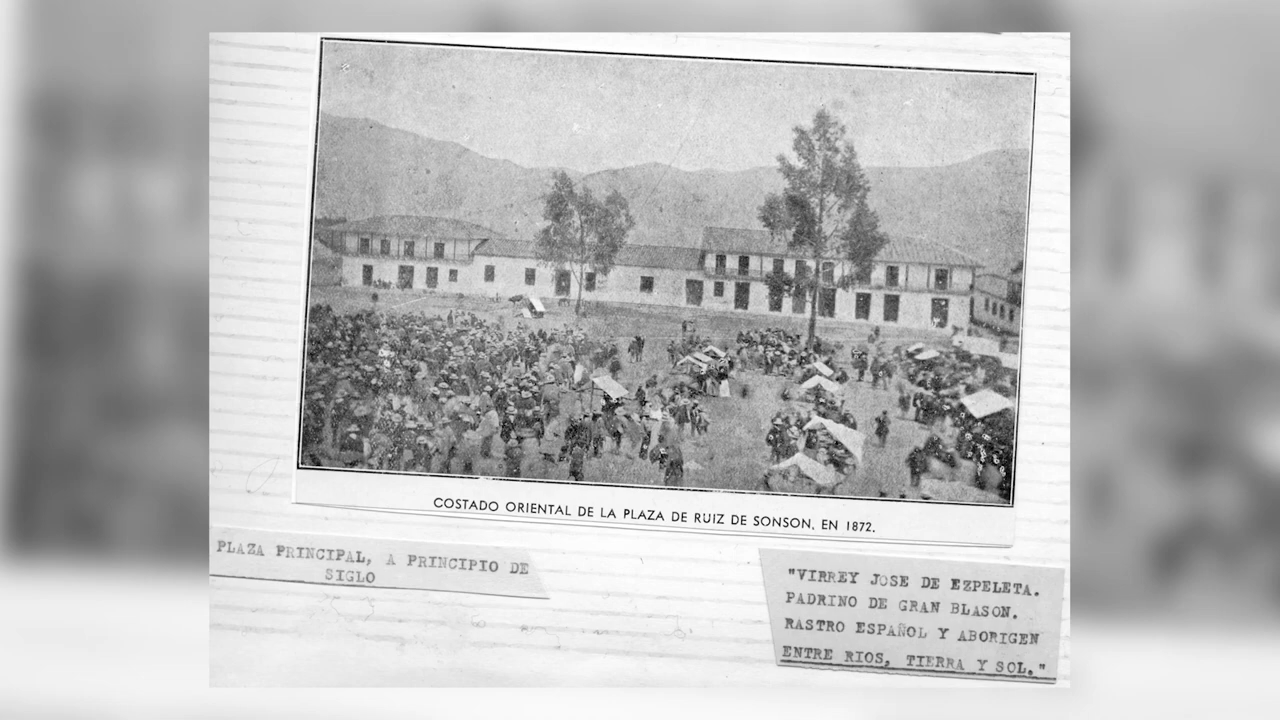 COSTADO ORIENTAL DE LA PLAZA DE RUIZ DE SONSON, EN 1872.
PLAZA PRINCIPAL, A PRINCIPIO DE
SIGLO
"VIRREY JOSE DE EZPELETA.
PADRINO DE GRAN BLASON.
RASTRO ESPAÑOL Y ABORIGEN
ENTRE RIOS, TIERRA Y SOL."